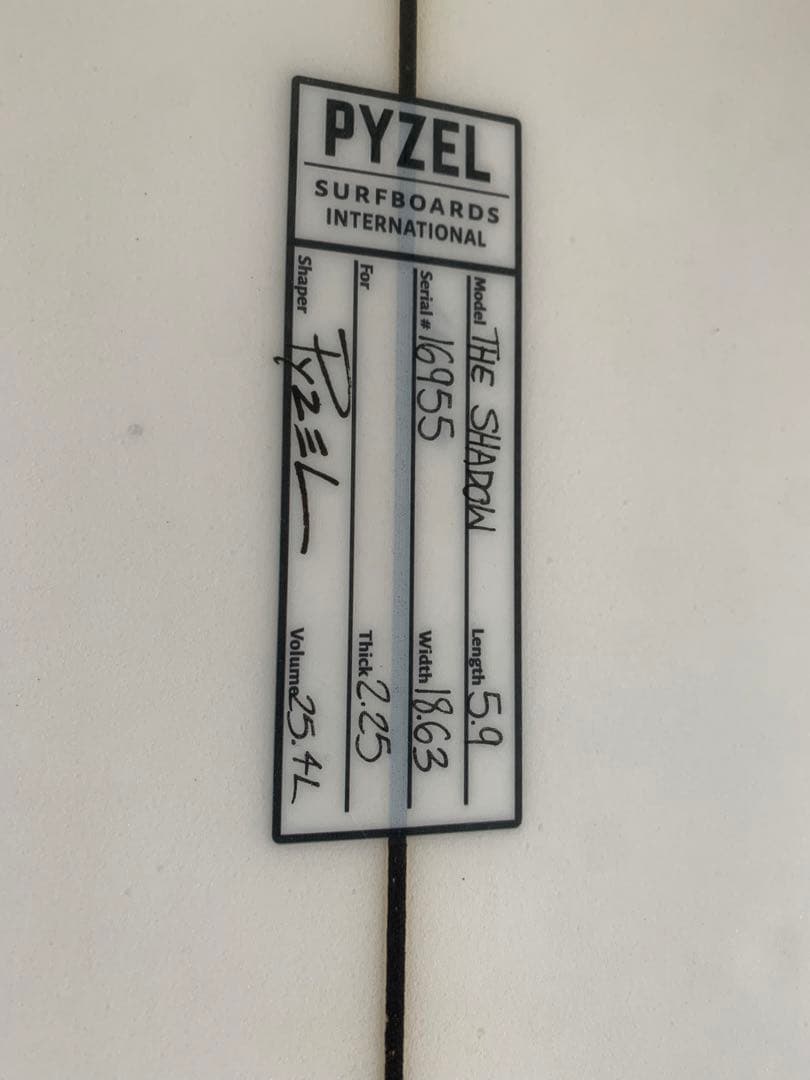 PYZEL
SURFBOARDS
INTERNATIONAL
Model THE SHADOW Length 5.9
Serial # 16955 Width 18.63
For Thick 2.25
Shaper PYZEL Volume 25.4L